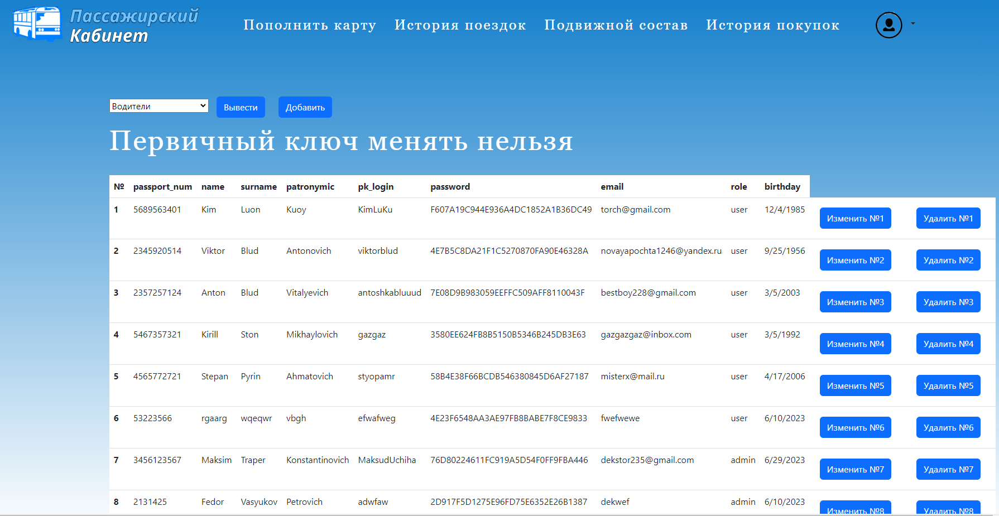 Пассажирский
Кабинет
Пополнить карту История поездок Подвижной состав История покупок
Водители Вывести Добавить
Первичный ключ менять нельзя
№ passport_num name surname patronymic pk_login password email role birthday
1 5689563401 Kim Luon Kuoy KimLuKu F607A19C944E936A4DC1852A1B36DC49 torch@gmail.com user 12/4/1985 Изменить №1 Удалить №1
2 2345920514 Viktor Blud Antonovich viktorblud 4E7B5C8DA21F1C5270870FA90E46328A novayapochta1246@yandex.ru user 9/25/1956 Изменить №2 Удалить №2
3 2357257124 Anton Blud Vitalyevich antoshkabluuud 7E08D9B983059EEFFC509AFF8110043F bestboy228@gmail.com user 3/5/2003 Изменить №3 Удалить №3
4 5467357321 Kirill Ston Mikhaylovich gazgaz 3580EE624FB8B5150B5346B245DB3E63 gazgazgaz@inbox.com user 3/5/1992 Изменить №4 Удалить №4
5 4565772721 Stepan Pyrin Ahmatovich styopamr 58B4E38F66BCDB546380845D6AF27187 misterx@mail.ru user 4/17/2006 Изменить №5 Удалить №5
6 53223566 rgaarg wqeqwr vbgh efwafweg 4E23F6548AA3AE97FB8BABE7F8CE9833 fwefwewe user 6/10/2023 Изменить №6 Удалить №6
7 3456123567 Maksim Traper Konstantinovich MaksudUchiha 76D80224611FC919A5D54F0FF9FBA446 dekstor235@gmail.com admin 6/29/2023 Изменить №7 Удалить №7
8 2131425 Fedor Vasyukov Petrovich adwfaw 2D917F5D1275E96FD75E6352E26B1387 dekwef admin 6/10/2023 Изменить №8 Удалить №8